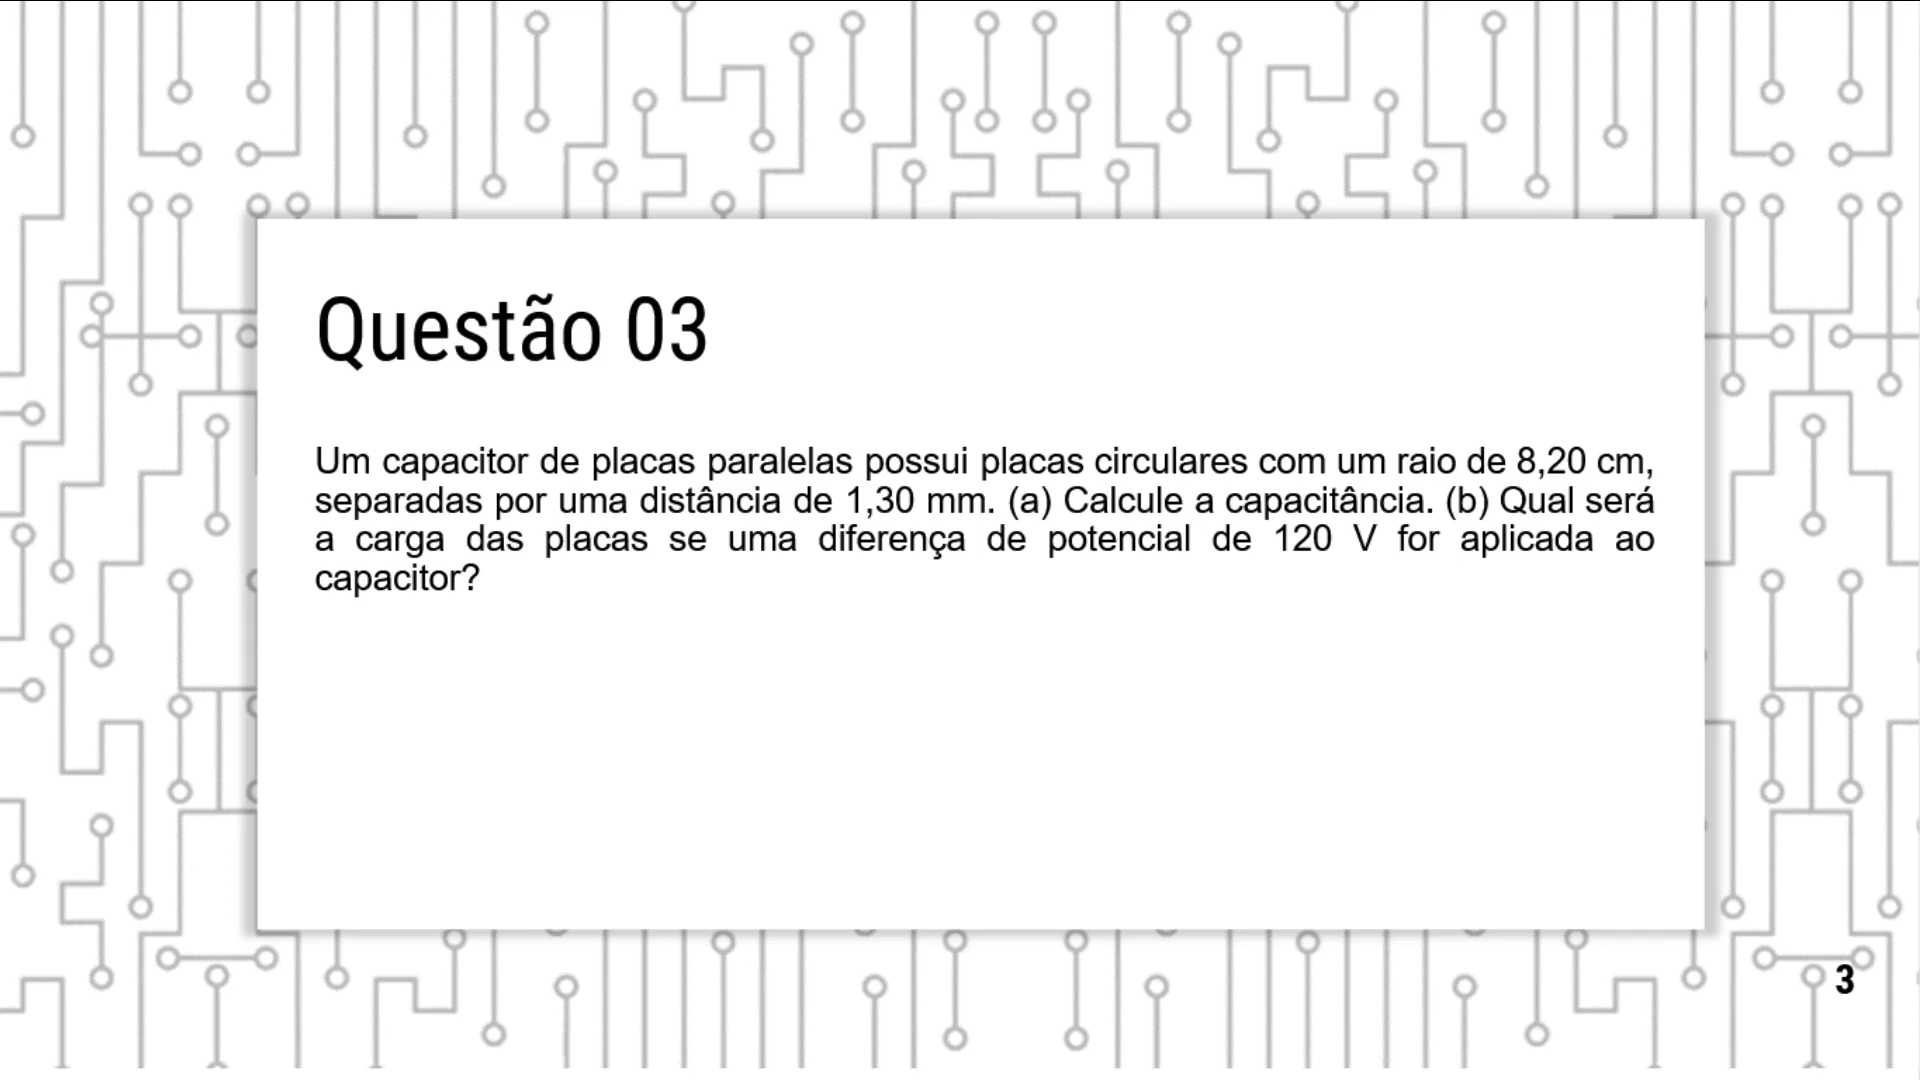 Questão 03
Um capacitor de placas paralelas possui placas circulares com um raio de 8,20 cm,
separadas por uma distância de 1,30 mm. (a) Calcule a capacitância. (b) Qual será
a carga das placas se uma diferença de potencial de 120 V for aplicada ao
capacitor?
3